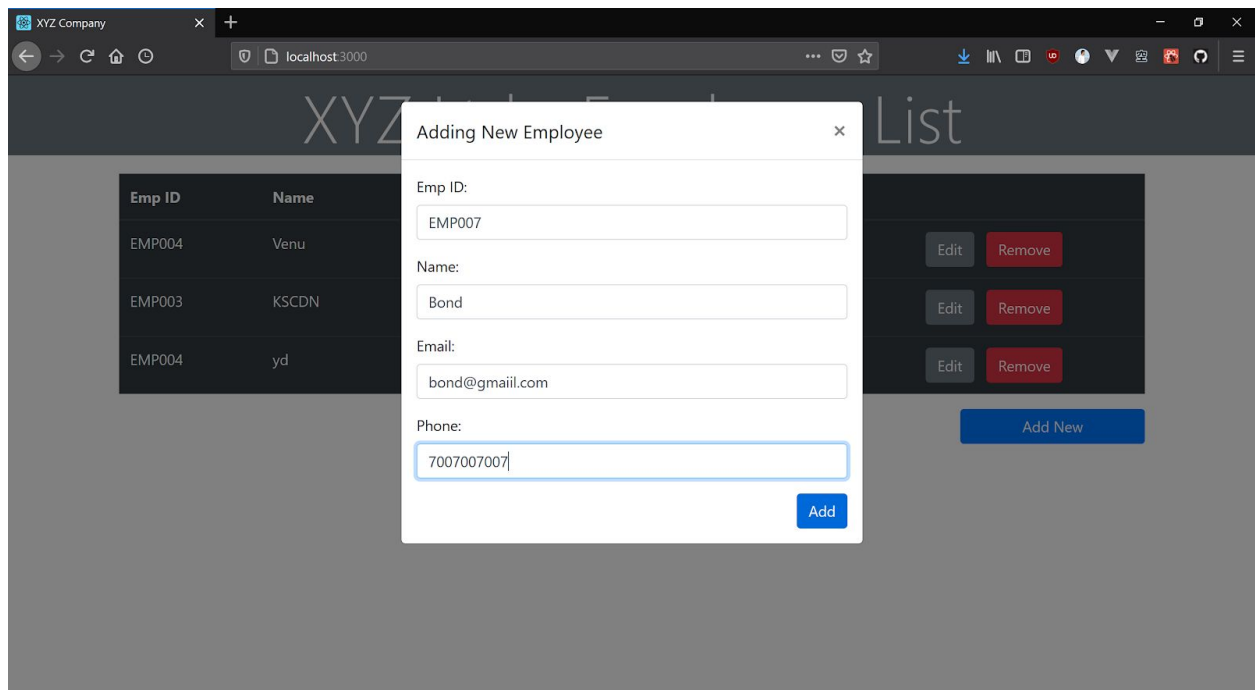 XYZ Company
localhost:3000
XYZ List
Adding New Employee
Emp ID:
EMP007
Name:
Bond
Email:
bond@gmaiil.com
Phone:
7007007007
Add
Emp ID Name
EMP004 Venu Edit Remove
EMP003 KSCDN Edit Remove
EMP004 yd Edit Remove
Add New